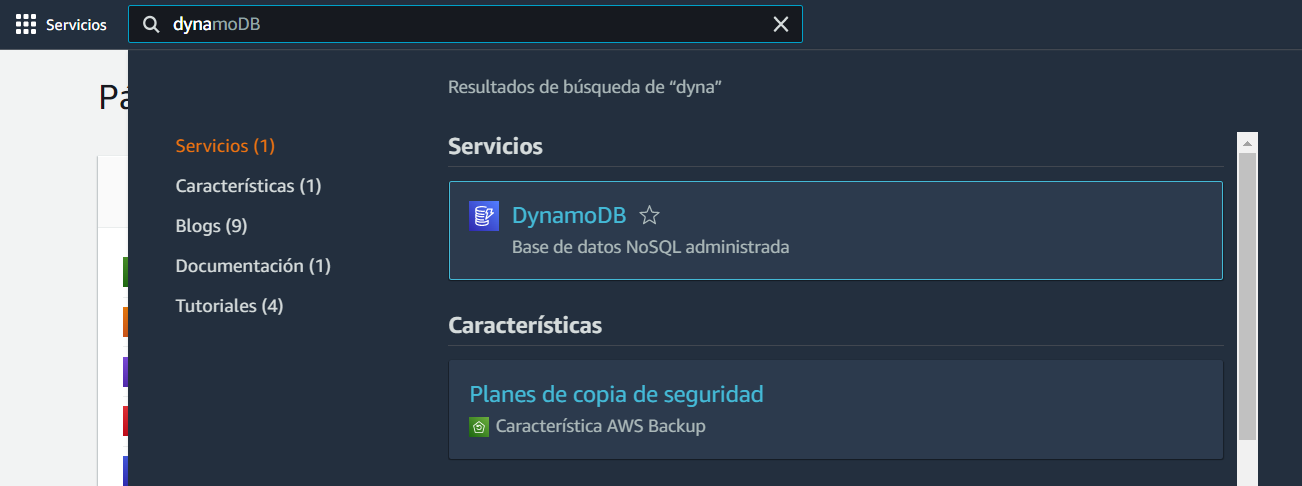 Servicios
dynamoDB
Pá
Resultados de búsqueda de “dyna”
Servicios (1)
Características (1)
Blogs (9)
Documentación (1)
Tutoriales (4)
Servicios
DynamoDB
Base de datos NoSQL administrada
Características
Planes de copia de seguridad
Característica AWS Backup